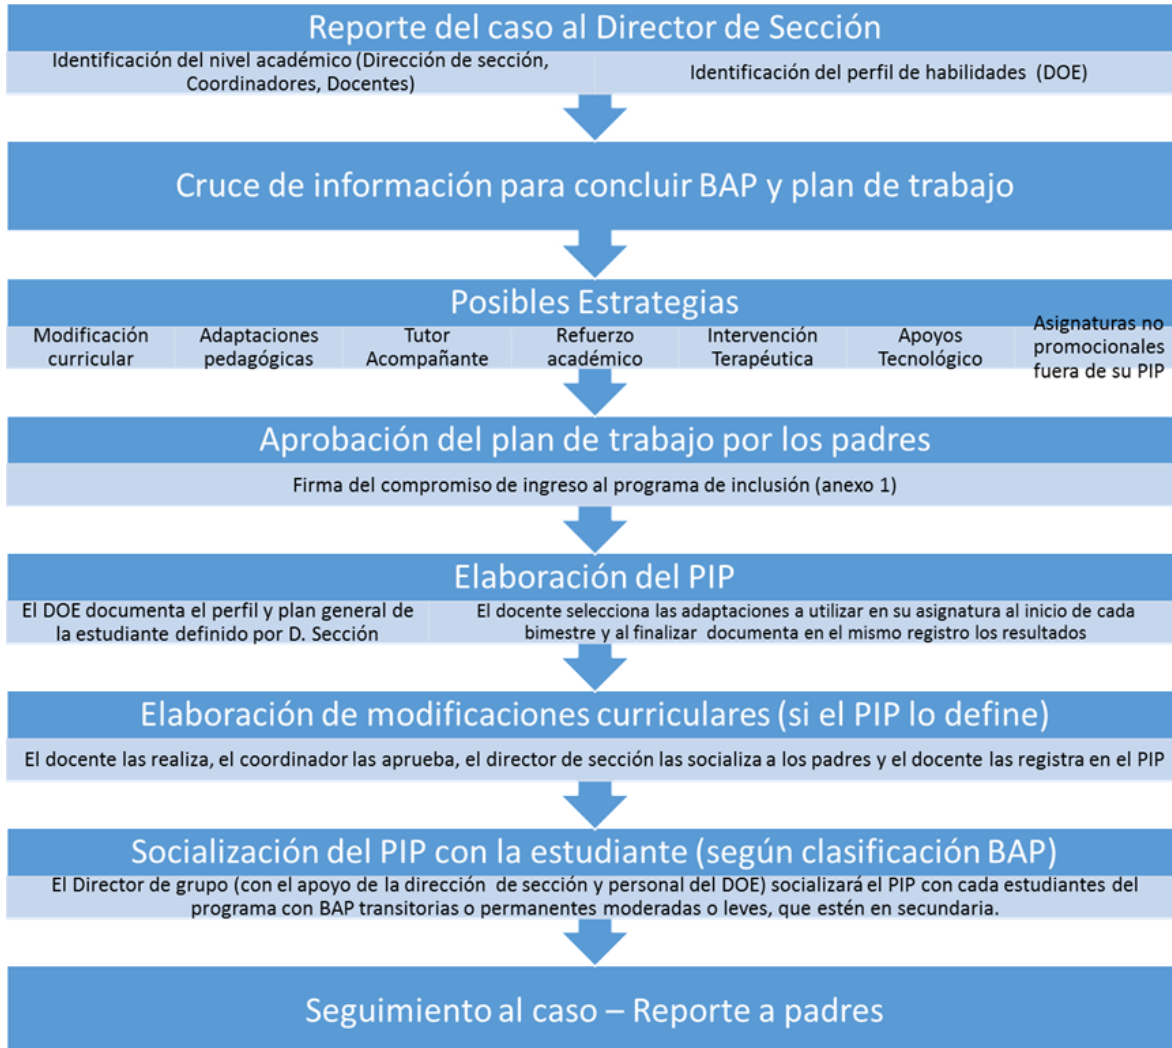 Reporte del caso al Director de Sección
Identificación del nivel académico (Dirección de sección,
Coordinadores, Docentes)
Identificación del perfil de habilidades (DOE)
Cruce de información para concluir BAP y plan de trabajo
Posibles Estrategias
Modificación
curricular
Adaptaciones
pedagógicas
Tutor
Acompañante
Refuerzo
académico
Intervención
Terapéutica
Apoyos
Tecnológico
Asignaturas no
promocionales
fuera de su PIP
Aprobación del plan de trabajo por los padres
Firma del compromiso de ingreso al programa de inclusión (anexo 1)
Elaboración del PIP
El DOE documenta el perfil y plan general de
la estudiante definido por D. Sección
El docente selecciona las adaptaciones a utilizar en su asignatura al inicio de cada
bimestre y al finalizar documenta en el mismo registro los resultados
Elaboración de modificaciones curriculares (si el PIP lo define)
El docente las realiza, el coordinador las aprueba, el director de sección las socializa a los padres y el docente las registra en el PIP
Socialización del PIP con la estudiante (según clasificación BAP)
El Director de grupo (con el apoyo de la dirección de sección y personal del DOE) socializará el PIP con cada estudiantes del
programa con BAP transitorias o permanentes moderadas o leves, que estén en secundaria.
Seguimiento al caso – Reporte a padres